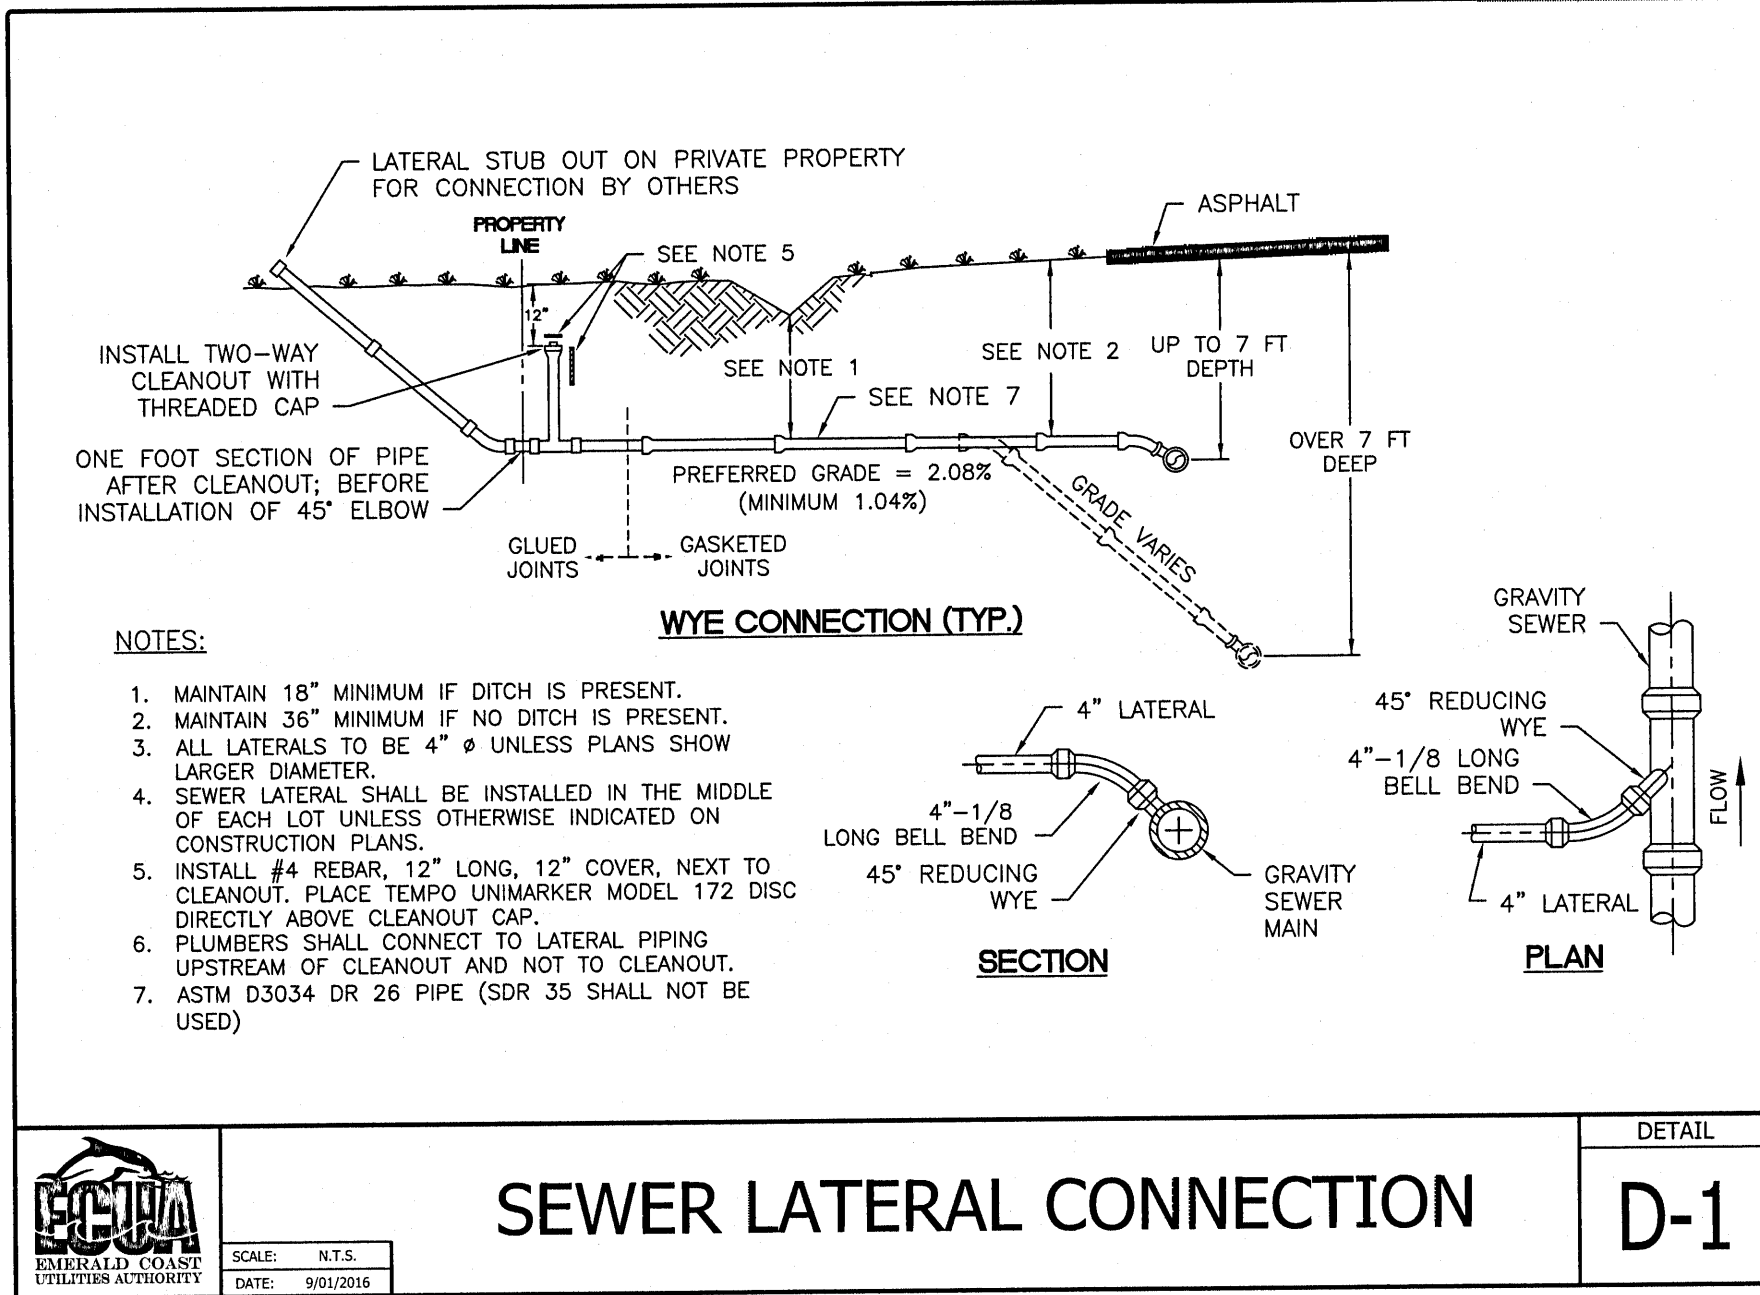 LATERAL STUB OUT ON PRIVATE PROPERTY
FOR CONNECTION BY OTHERS
PROPERTY
LINE
SEE NOTE 5
ASPHALT
12"
INSTALL TWO-WAY
CLEANOUT WITH
THREADED CAP
SEE NOTE 1
SEE NOTE 2
UP TO 7 FT
DEPTH
SEE NOTE 7
OVER 7 FT
DEEP
ONE FOOT SECTION OF PIPE
AFTER CLEANOUT; BEFORE
INSTALLATION OF 45° ELBOW
PREFERRED GRADE = 2.08%
(MINIMUM 1.04%)
GRADE VARIES
GLUED
JOINTS
GASKETED
JOINTS
WYE CONNECTION (TYP.)
NOTES:
1. MAINTAIN 18" MINIMUM IF DITCH IS PRESENT.
2. MAINTAIN 36" MINIMUM IF NO DITCH IS PRESENT.
3. ALL LATERALS TO BE 4" ø UNLESS PLANS SHOW
LARGER DIAMETER.
4. SEWER LATERAL SHALL BE INSTALLED IN THE MIDDLE
OF EACH LOT UNLESS OTHERWISE INDICATED ON
CONSTRUCTION PLANS.
5. INSTALL #4 REBAR, 12" LONG, 12" COVER, NEXT TO
CLEANOUT. PLACE TEMPO UNIMARKER MODEL 172 DISC
DIRECTLY ABOVE CLEANOUT CAP.
6. PLUMBERS SHALL CONNECT TO LATERAL PIPING
UPSTREAM OF CLEANOUT AND NOT TO CLEANOUT.
7. ASTM D3034 DR 26 PIPE (SDR 35 SHALL NOT BE
USED)
4" LATERAL
4"-1/8
LONG BELL BEND
45° REDUCING
WYE
GRAVITY
SEWER
MAIN
SECTION
GRAVITY
SEWER
45° REDUCING
WYE
4"-1/8 LONG
BELL BEND
FLOW
4" LATERAL
PLAN
ECUA
EMERALD COAST
UTILITIES AUTHORITY
SCALE: N.T.S.
DATE: 9/01/2016
SEWER LATERAL CONNECTION
DETAIL
D-1